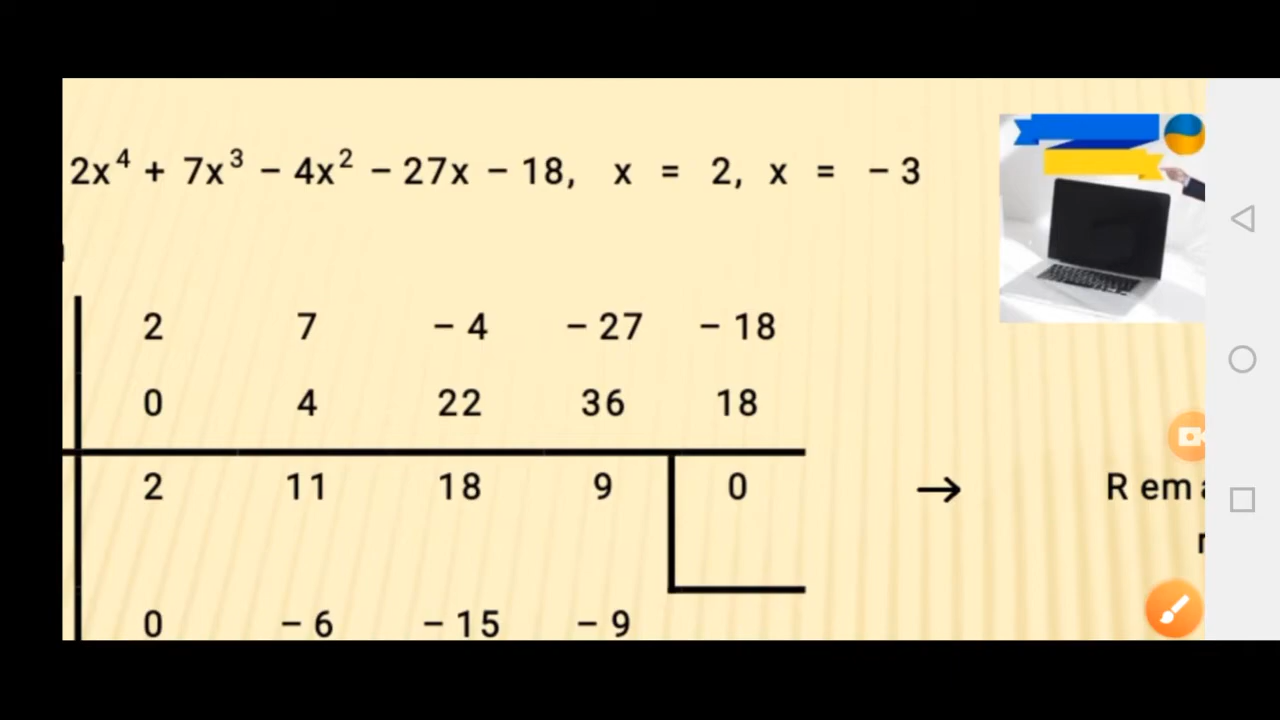 2x⁴ + 7x³ – 4x² – 27x – 18, x = 2, x = – 3
2 7 – 4 – 27 – 18
0 4 22 36 18
2 11 18 9 0 →
0 – 6 – 15 – 9